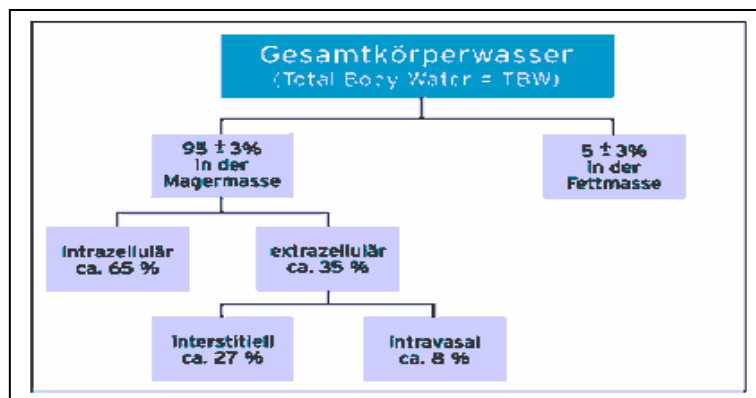 Gesamtkörperwasser
(Total Body Water = TBW)
95 ± 3%
in der
Magermasse
5 ± 3%
in der
Fettmasse
intrazellulär
ca. 65 %
extrazellulär
ca. 35 %
interstitiell
ca. 27 %
intravasal
ca. 8 %